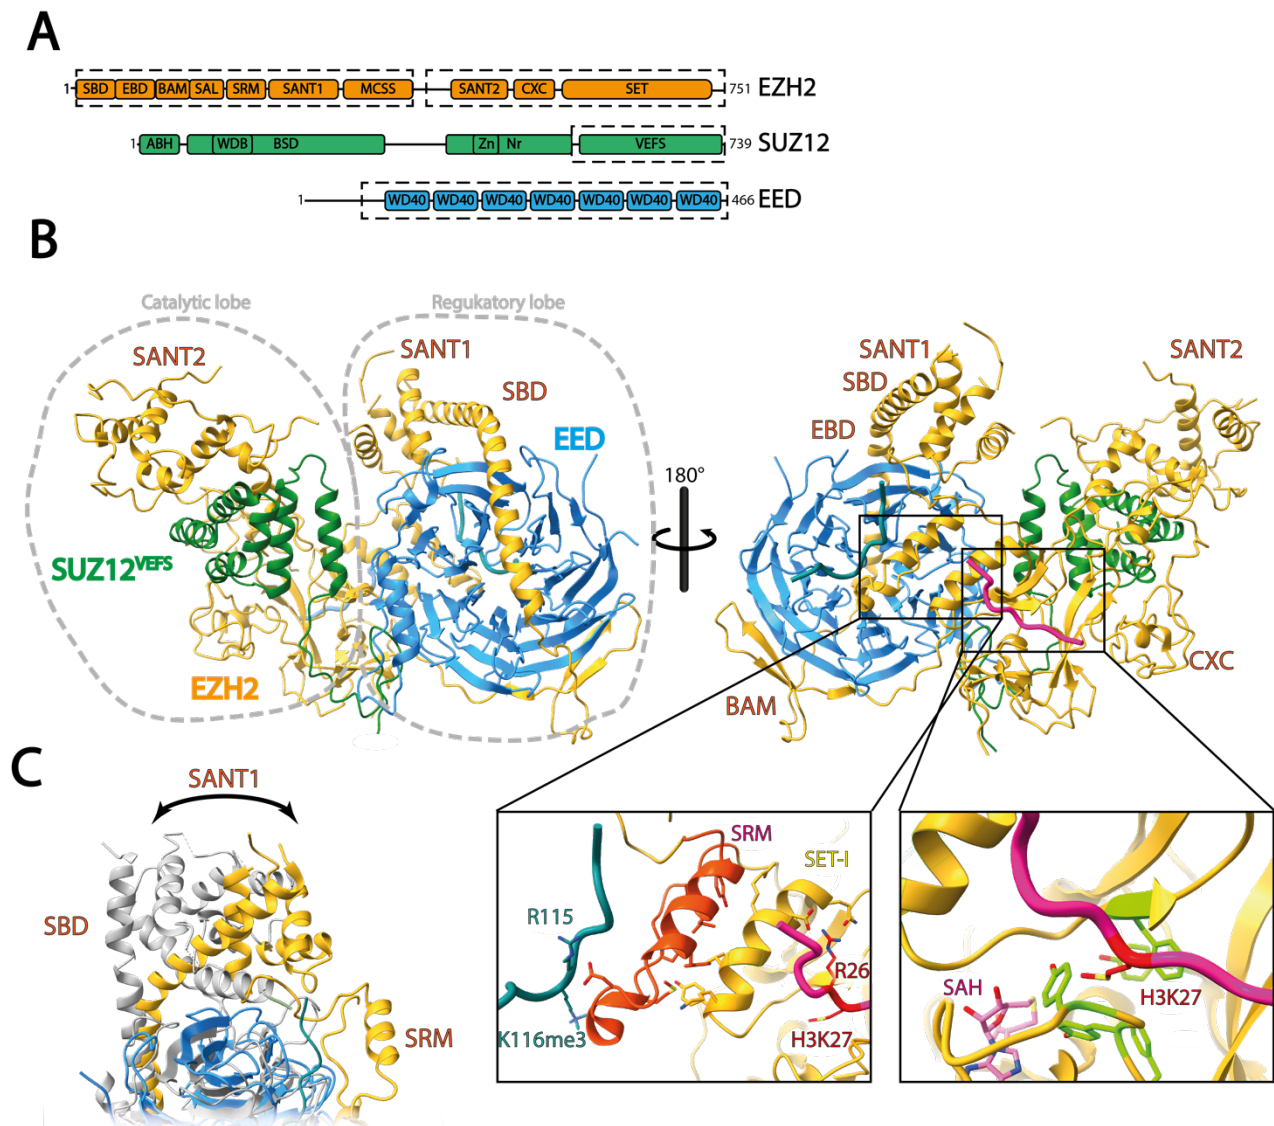 A
1 SBD EBD BAM SAL SRM SANT1 MCSS SANT2 CXC SET 751 EZH2
1 ABH WDB BSD Zn Nr VEFS 739 SUZ12
1 WD40 WD40 WD40 WD40 WD40 WD40 WD40 466 EED
B
Catalytic lobe Regukatory lobe
SANT2 SANT1 SBD EED SUZ12VEFS EZH2
180°
SANT1 SANT2
SBD
EBD
BAM CXC
C
SANT1
SBD
SRM
SRM
SET-I
R115
R26
K116me3
H3K27
SAH
H3K27